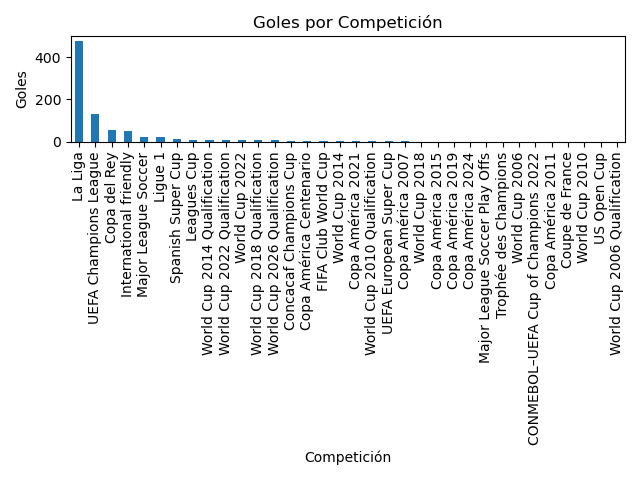 Goles por Competición
Goles
400
200
0
La Liga
UEFA Champions League
Copa del Rey
International friendly
Major League Soccer
Ligue 1
Spanish Super Cup
Leagues Cup
World Cup 2014 Qualification
World Cup 2022 Qualification
World Cup 2022
World Cup 2018 Qualification
World Cup 2026 Qualification
Concacaf Champions Cup
Copa América Centenario
FIFA Club World Cup
World Cup 2014
Copa América 2021
World Cup 2010 Qualification
UEFA European Super Cup
Copa América 2007
World Cup 2018
Copa América 2015
Copa América 2019
Copa América 2024
Major League Soccer Play Offs
Trophée des Champions
World Cup 2006
CONMEBOL–UEFA Cup of Champions 2022
Copa América 2011
Coupe de France
World Cup 2010
US Open Cup
World Cup 2006 Qualification
Competición